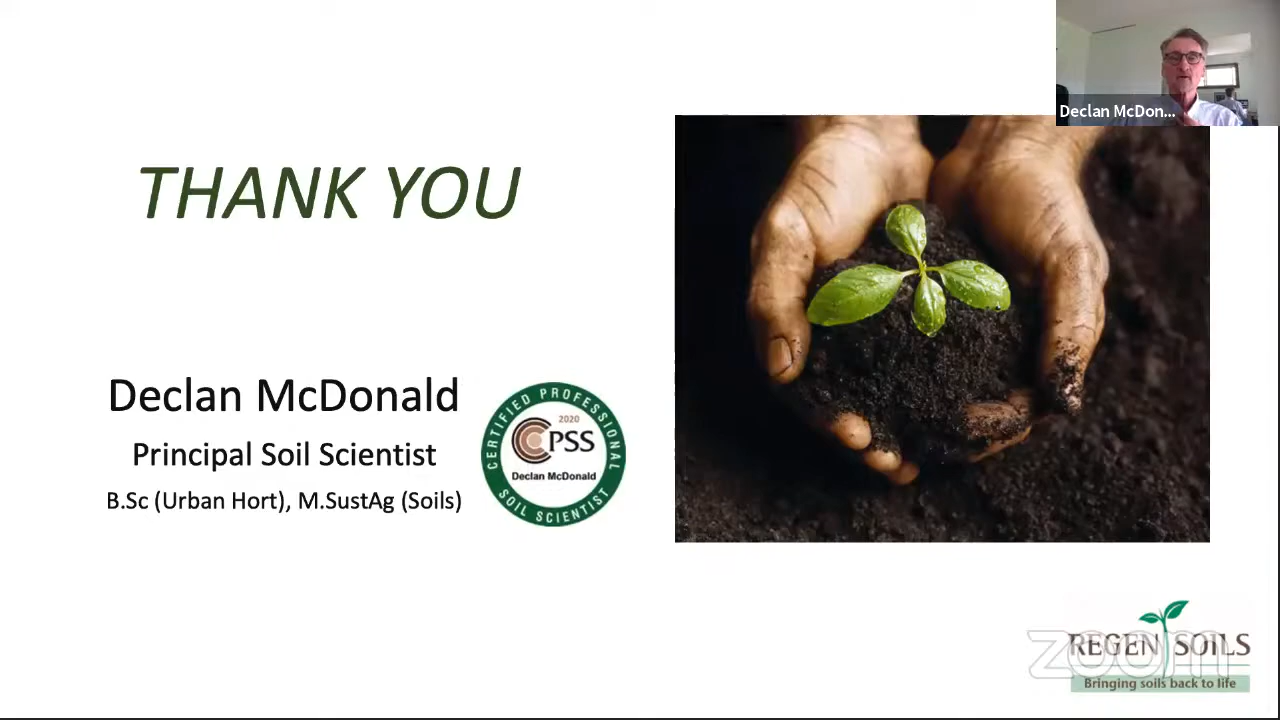 Declan McDon...
THANK YOU
Declan McDonald
Principal Soil Scientist
B.Sc (Urban Hort), M.SustAg (Soils)
CERTIFIED PROFESSIONAL
2020
CPSS
Declan McDonald
SOIL SCIENTIST
REGEN SOILS
zoom
Bringing soils back to life